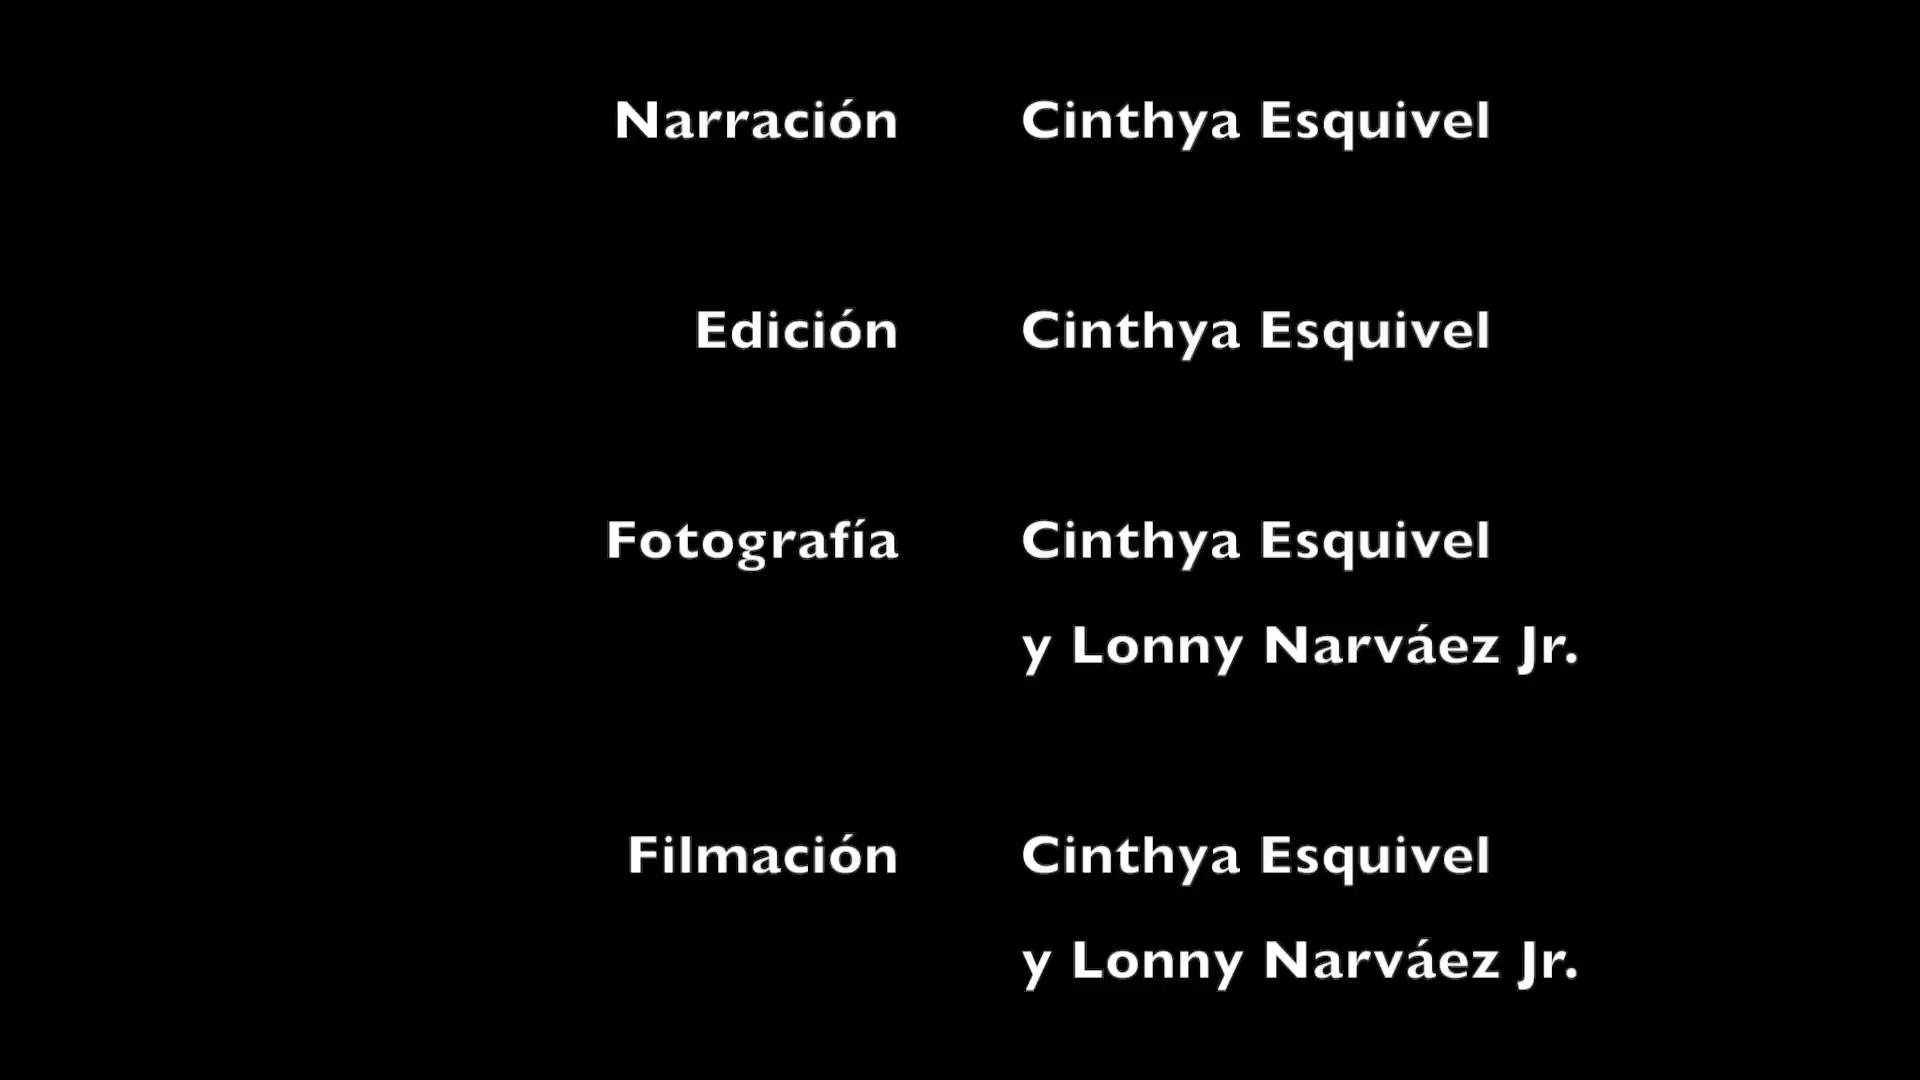 Narración Cinthya Esquivel
Edición Cinthya Esquivel
Fotografía Cinthya Esquivel
y Lonny Narváez Jr.
Filmación Cinthya Esquivel
y Lonny Narváez Jr.